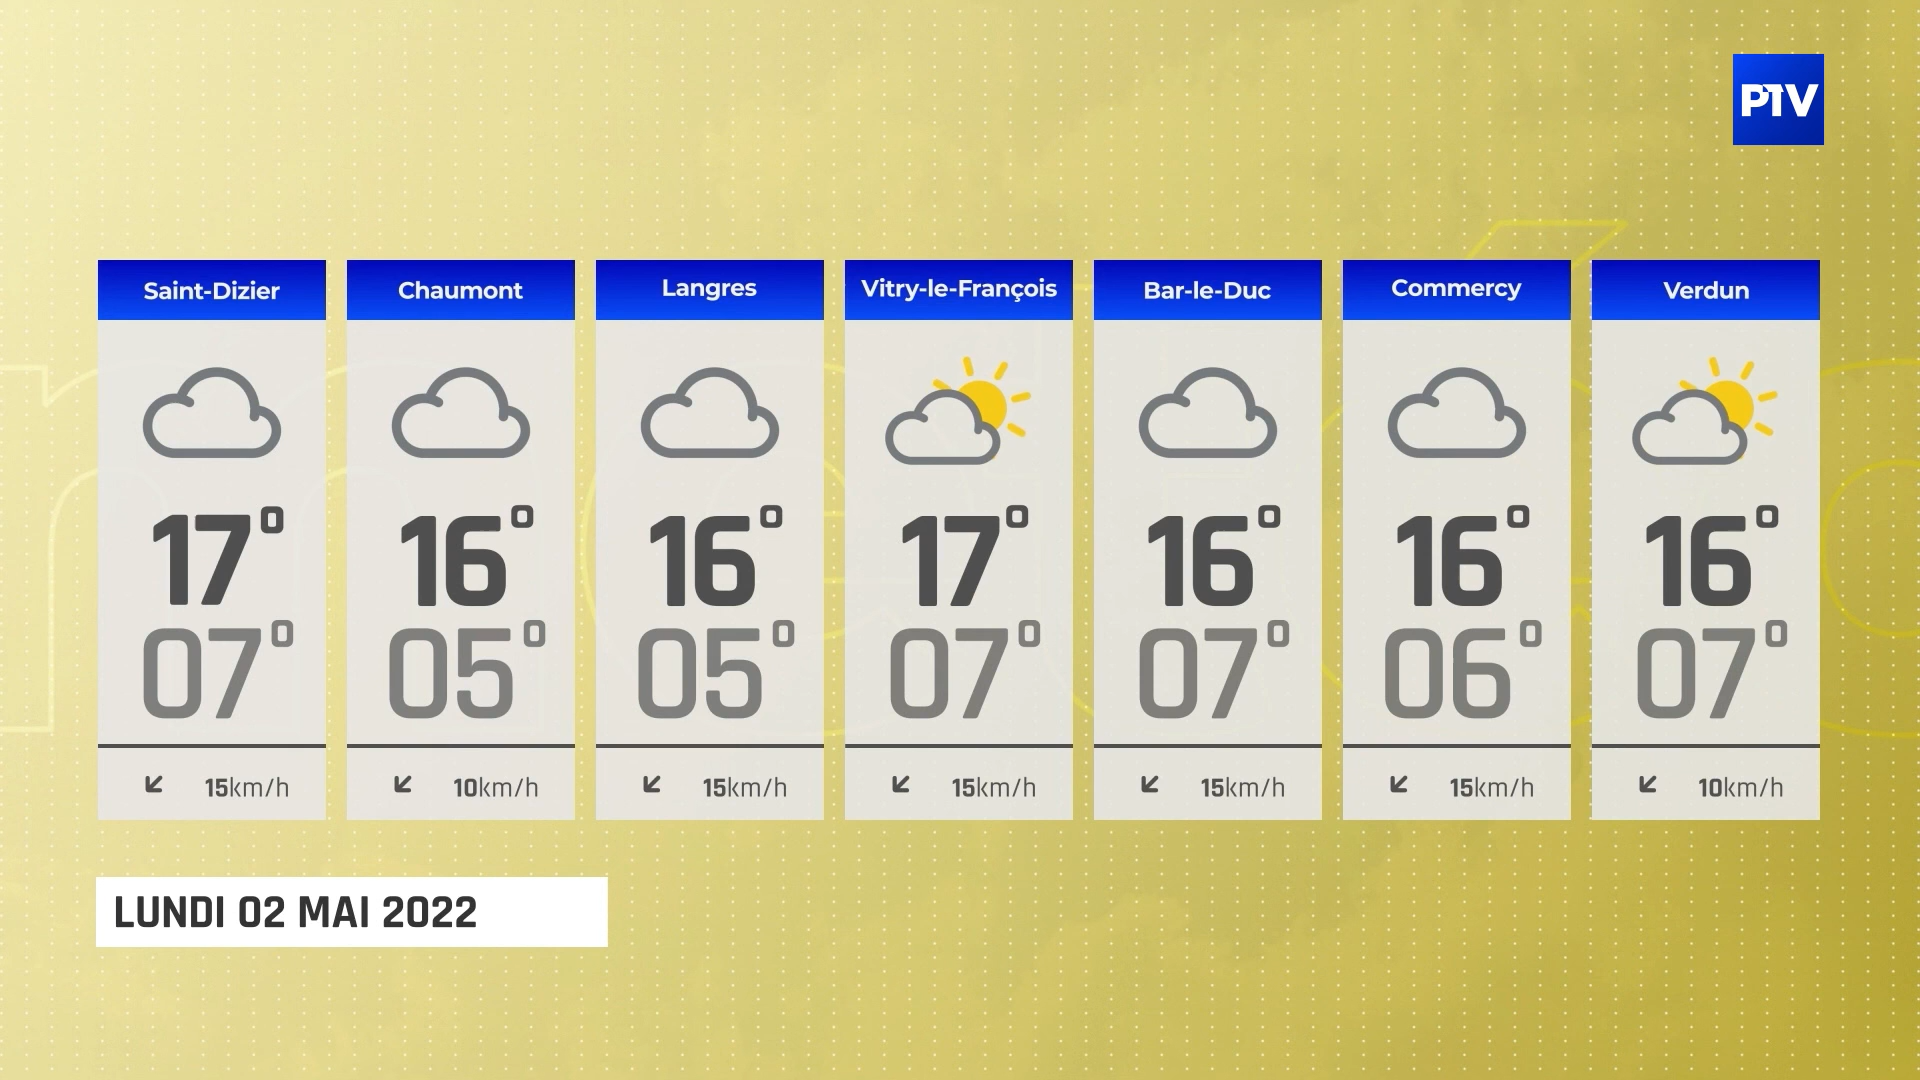 PTV
Saint-Dizier
17°
07°
15km/h
Chaumont
16°
05°
10km/h
Langres
16°
05°
15km/h
Vitry-le-François
17°
07°
15km/h
Bar-le-Duc
16°
07°
15km/h
Commercy
16°
06°
15km/h
Verdun
16°
07°
10km/h
LUNDI 02 MAI 2022